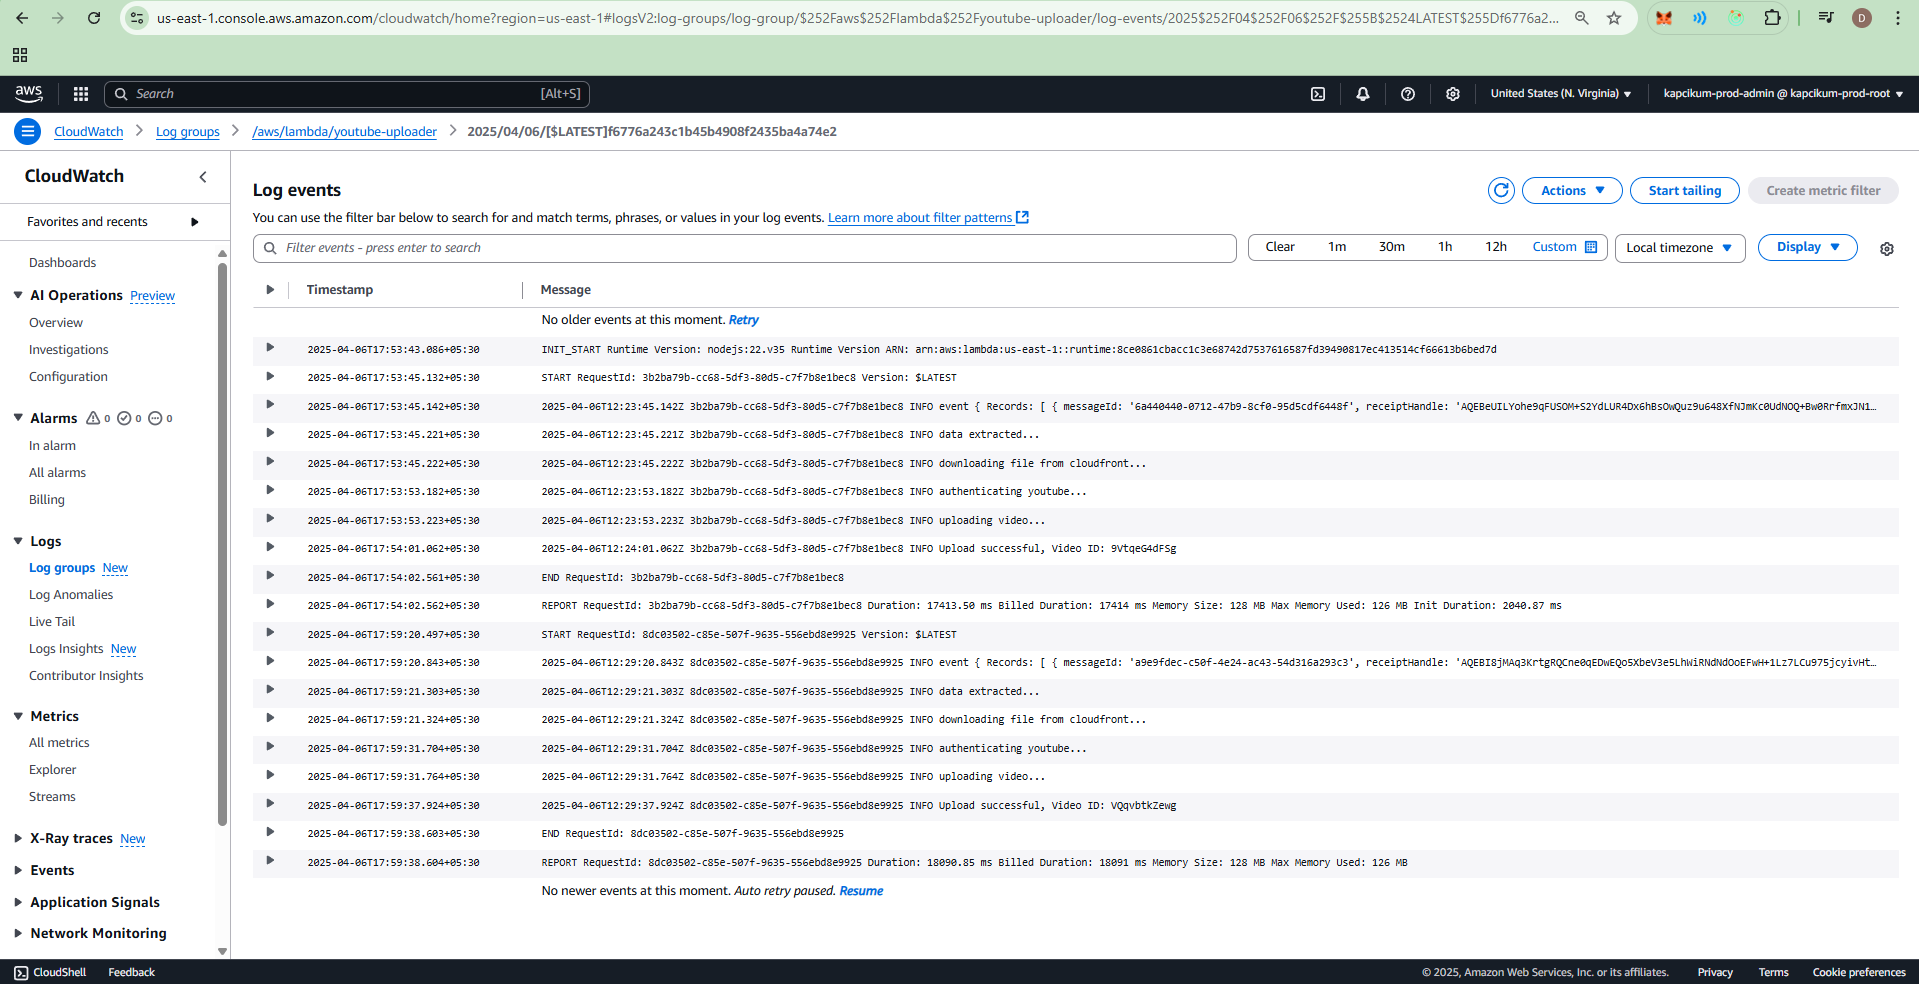 us-east-1.console.aws.amazon.com/cloudwatch/home?region=us-east-1#logsV2:log-groups/log-group/$252Faws$252Flambda$252Fyoutube-uploader/log-events/2025$252F04$252F06$252F$255B$2524LATEST$255Df6776a2...
D
aws
Search
[Alt+S]
United States (N. Virginia)
kapcikum-prod-admin @ kapcikum-prod-root
CloudWatch
Log groups
/aws/lambda/youtube-uploader
2025/04/06/[$LATEST]f6776a243c1b45b4908f2435ba4a74e2
CloudWatch
Favorites and recents
Dashboards
AI Operations Preview
Overview
Investigations
Configuration
Alarms 0 0 0
In alarm
All alarms
Billing
Logs
Log groups New
Log Anomalies
Live Tail
Logs Insights New
Contributor Insights
Metrics
All metrics
Explorer
Streams
X-Ray traces New
Events
Application Signals
Network Monitoring
Log events
Actions
Start tailing
Create metric filter
You can use the filter bar below to search for and match terms, phrases, or values in your log events. Learn more about filter patterns
Filter events - press enter to search
Clear 1m 30m 1h 12h Custom
Local timezone
Display
Timestamp Message
No older events at this moment. Retry
2025-04-06T17:53:43.086+05:30 INIT_START Runtime Version: nodejs:22.v35 Runtime Version ARN: arn:aws:lambda:us-east-1::runtime:8ce0861cbacc1c3e68742d7537616587fd39490817ec413514cf66613b6bed7d
2025-04-06T17:53:45.132+05:30 START RequestId: 3b2ba79b-cc68-5df3-80d5-c7f7b8e1bec8 Version: $LATEST
2025-04-06T17:53:45.142+05:30 2025-04-06T12:23:45.142Z 3b2ba79b-cc68-5df3-80d5-c7f7b8e1bec8 INFO event { Records: [ { messageId: '6a440440-0712-47b9-8cf0-95d5cdf6448f', receiptHandle: 'AQEBeUILYohe9qFUSOM+S2YdLUR4Dx6hBsOwQuz9u648XfNJmKc0UdNOQ+Bw0RrfmxJN1...
2025-04-06T17:53:45.221+05:30 2025-04-06T12:23:45.221Z 3b2ba79b-cc68-5df3-80d5-c7f7b8e1bec8 INFO data extracted...
2025-04-06T17:53:45.222+05:30 2025-04-06T12:23:45.222Z 3b2ba79b-cc68-5df3-80d5-c7f7b8e1bec8 INFO downloading file from cloudfront...
2025-04-06T17:53:53.182+05:30 2025-04-06T12:23:53.182Z 3b2ba79b-cc68-5df3-80d5-c7f7b8e1bec8 INFO authenticating youtube...
2025-04-06T17:53:53.223+05:30 2025-04-06T12:23:53.223Z 3b2ba79b-cc68-5df3-80d5-c7f7b8e1bec8 INFO uploading video...
2025-04-06T17:54:01.062+05:30 2025-04-06T12:24:01.062Z 3b2ba79b-cc68-5df3-80d5-c7f7b8e1bec8 INFO Upload successful, Video ID: 9VtqeG4dFSg
2025-04-06T17:54:02.561+05:30 END RequestId: 3b2ba79b-cc68-5df3-80d5-c7f7b8e1bec8
2025-04-06T17:54:02.562+05:30 REPORT RequestId: 3b2ba79b-cc68-5df3-80d5-c7f7b8e1bec8 Duration: 17413.50 ms Billed Duration: 17414 ms Memory Size: 128 MB Max Memory Used: 126 MB Init Duration: 2040.87 ms
2025-04-06T17:59:20.497+05:30 START RequestId: 8dc03502-c85e-507f-9635-556ebd8e9925 Version: $LATEST
2025-04-06T17:59:20.843+05:30 2025-04-06T12:29:20.843Z 8dc03502-c85e-507f-9635-556ebd8e9925 INFO event { Records: [ { messageId: 'a9e9fdec-c50f-4e24-ac43-54d316a293c3', receiptHandle: 'AQEBI8jMAq3KrtgRQCne0qEDwEQo5XbeV3e5LhWiRNdNdOoEFwH+1Lz7LCu975jcyivHt...
2025-04-06T17:59:21.303+05:30 2025-04-06T12:29:21.303Z 8dc03502-c85e-507f-9635-556ebd8e9925 INFO data extracted...
2025-04-06T17:59:21.324+05:30 2025-04-06T12:29:21.324Z 8dc03502-c85e-507f-9635-556ebd8e9925 INFO downloading file from cloudfront...
2025-04-06T17:59:31.704+05:30 2025-04-06T12:29:31.704Z 8dc03502-c85e-507f-9635-556ebd8e9925 INFO authenticating youtube...
2025-04-06T17:59:31.764+05:30 2025-04-06T12:29:31.764Z 8dc03502-c85e-507f-9635-556ebd8e9925 INFO uploading video...
2025-04-06T17:59:37.924+05:30 2025-04-06T12:29:37.924Z 8dc03502-c85e-507f-9635-556ebd8e9925 INFO Upload successful, Video ID: VQqvbtkZewg
2025-04-06T17:59:38.603+05:30 END RequestId: 8dc03502-c85e-507f-9635-556ebd8e9925
2025-04-06T17:59:38.604+05:30 REPORT RequestId: 8dc03502-c85e-507f-9635-556ebd8e9925 Duration: 18090.85 ms Billed Duration: 18091 ms Memory Size: 128 MB Max Memory Used: 126 MB
No newer events at this moment. Auto retry paused. Resume
CloudShell Feedback
© 2025, Amazon Web Services, Inc. or its affiliates. Privacy Terms Cookie preferences